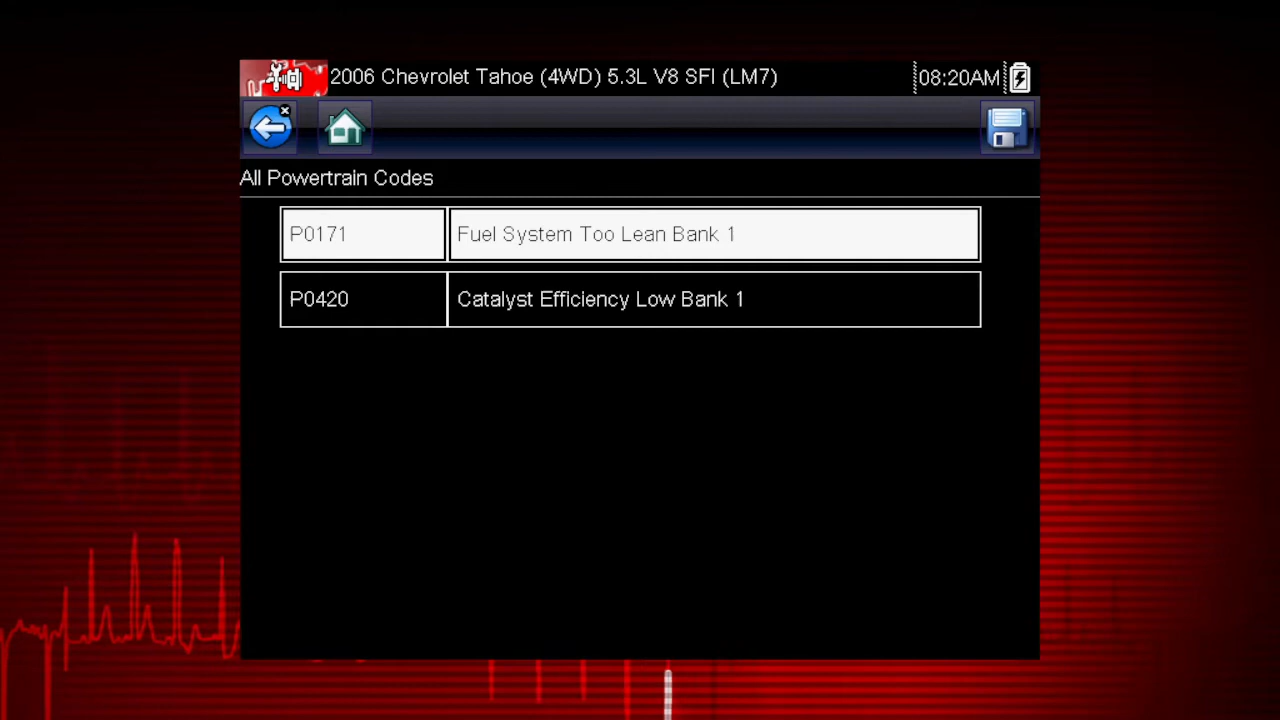 2006 Chevrolet Tahoe (4WD) 5.3L V8 SFI (LM7) 08:20AM
All Powertrain Codes
P0171 Fuel System Too Lean Bank 1
P0420 Catalyst Efficiency Low Bank 1